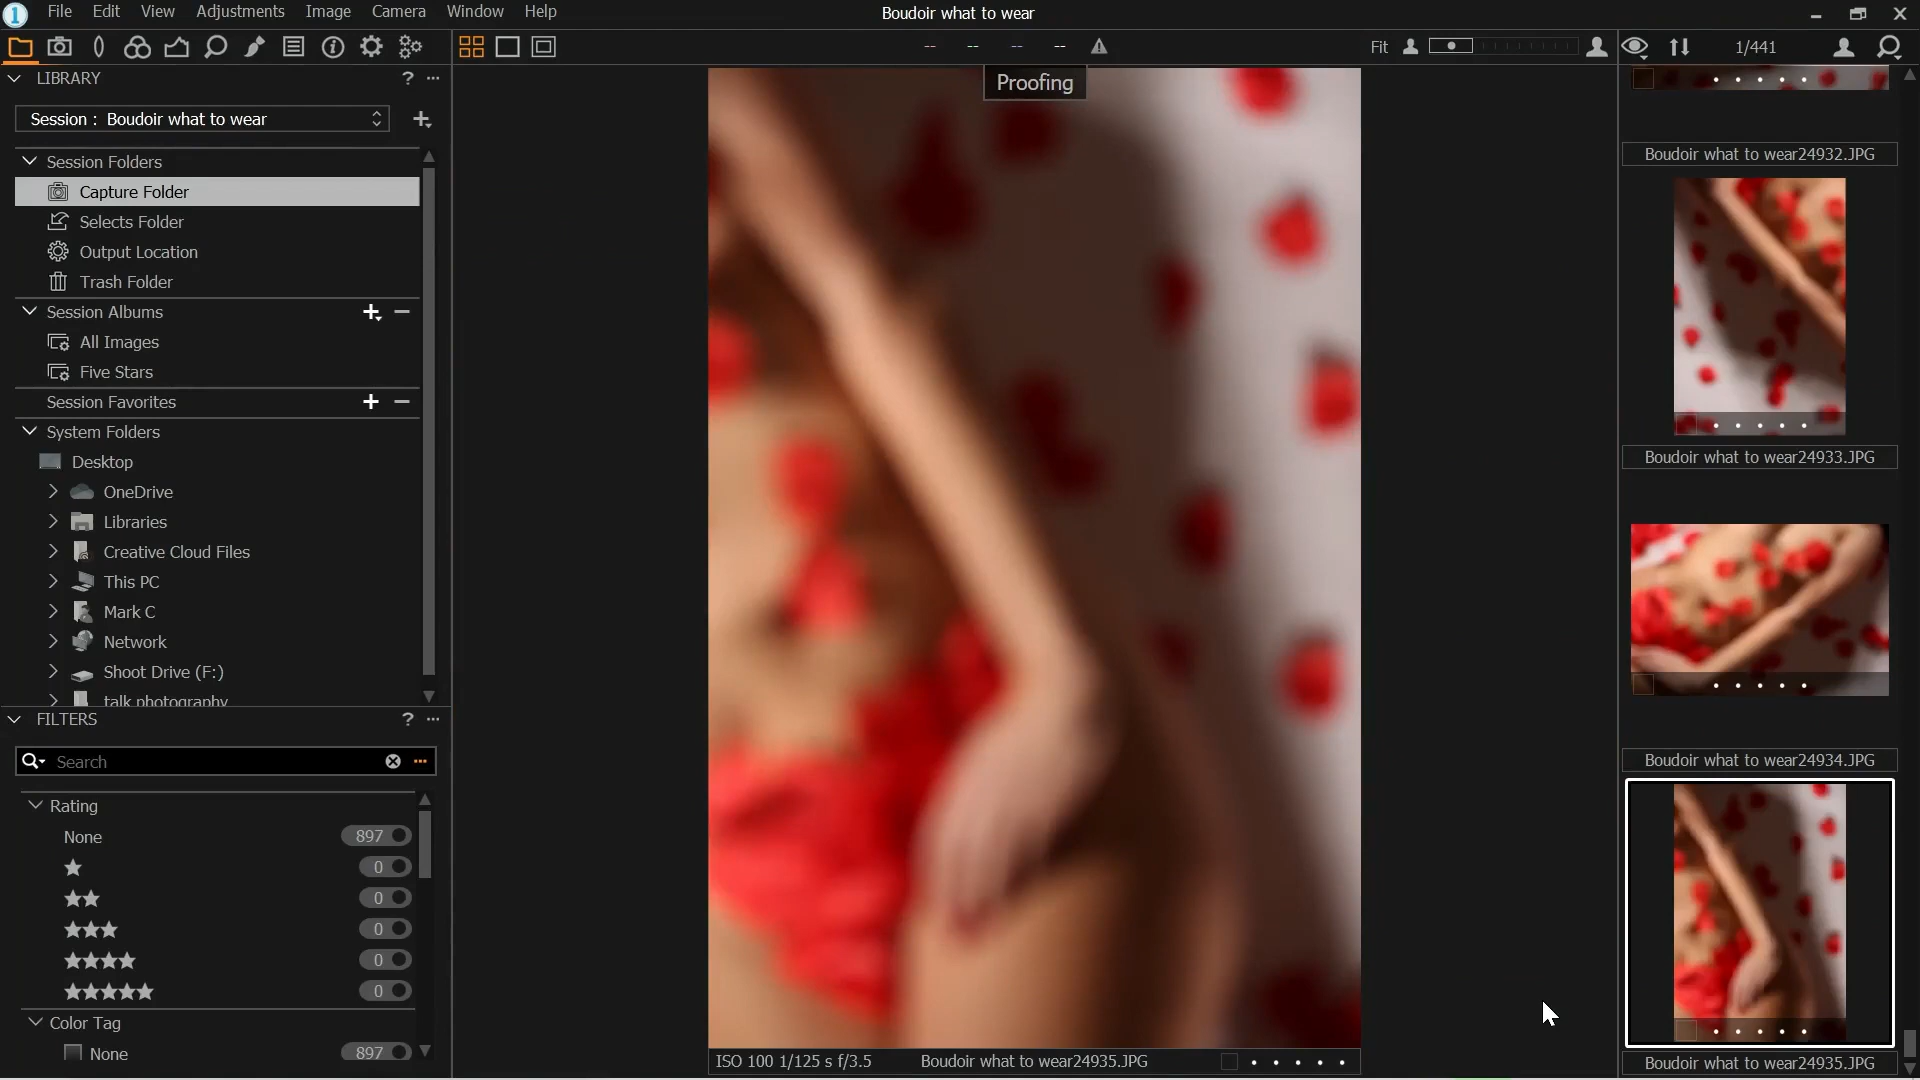 File Edit View Adjustments Image Camera Window Help
Boudoir what to wear
-- -- -- --
Fit
1/441
LIBRARY ? ...
Proofing
Session : Boudoir what to wear
Session Folders
Capture Folder
Selects Folder
Output Location
Trash Folder
Session Albums
All Images
Five Stars
Session Favorites
System Folders
Desktop
OneDrive
Libraries
Creative Cloud Files
This PC
Mark C
Network
Shoot Drive (F:)
talk photography
FILTERS ? ...
Search
Rating
None 897
0
0
0
0
0
Color Tag
None 897
ISO 100 1/125 s f/3.5 Boudoir what to wear24935.JPG
Boudoir what to wear24932.JPG
Boudoir what to wear24933.JPG
Boudoir what to wear24934.JPG
Boudoir what to wear24935.JPG